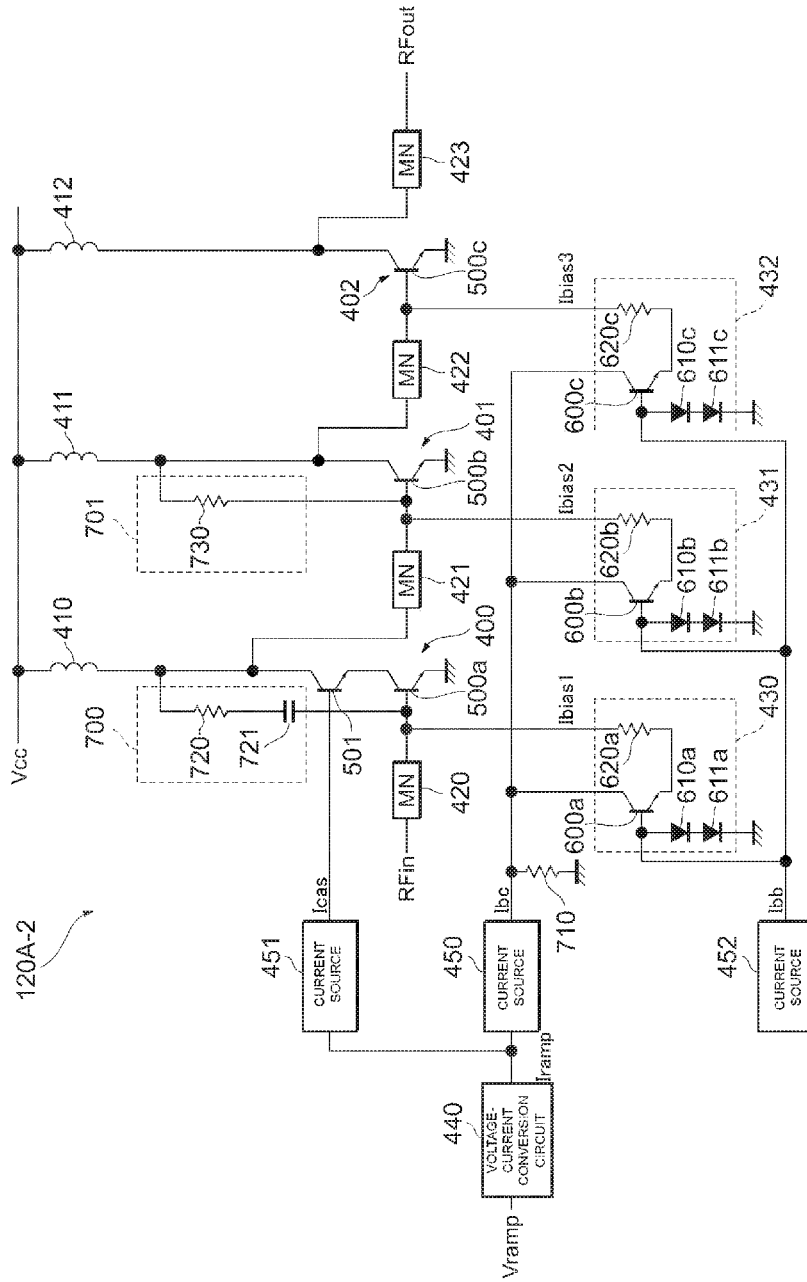 120A-2
Vcc
410
411
412
700
720
721
701
730
MN
423
RFout
501
500a
400
MN
421
500b
401
MN
422
402
500c
RFin
MN
420
451
CURRENT
SOURCE
Icas
Vramp
440
VOLTAGE-
CURRENT
CONVERSION
CIRCUIT
Iramp
450
CURRENT
SOURCE
Ibc
710
Ibias1
600a
620a
610a
611a
430
Ibias2
600b
620b
610b
611b
431
Ibias3
600c
620c
610c
611c
432
452
CURRENT
SOURCE
Ibb